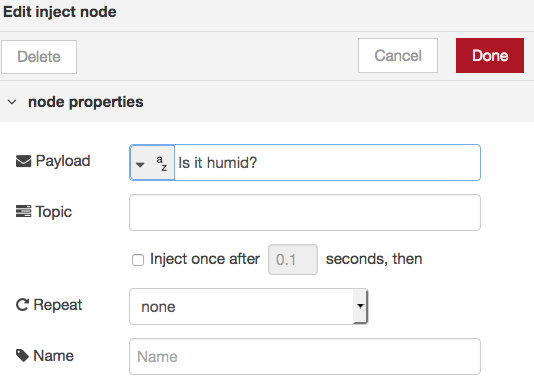 Edit inject node
Delete Cancel Done
node properties
Payload az Is it humid?
Topic
Inject once after 0.1 seconds, then
Repeat none
Name Name